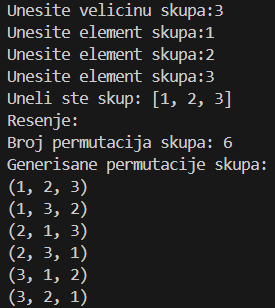 Unesite velicinu skupa:3
Unesite element skupa:1
Unesite element skupa:2
Unesite element skupa:3
Uneli ste skup: [1, 2, 3]
Resenje:
Broj permutacija skupa: 6
Generisane permutacije skupa:
(1, 2, 3)
(1, 3, 2)
(2, 1, 3)
(2, 3, 1)
(3, 1, 2)
(3, 2, 1)